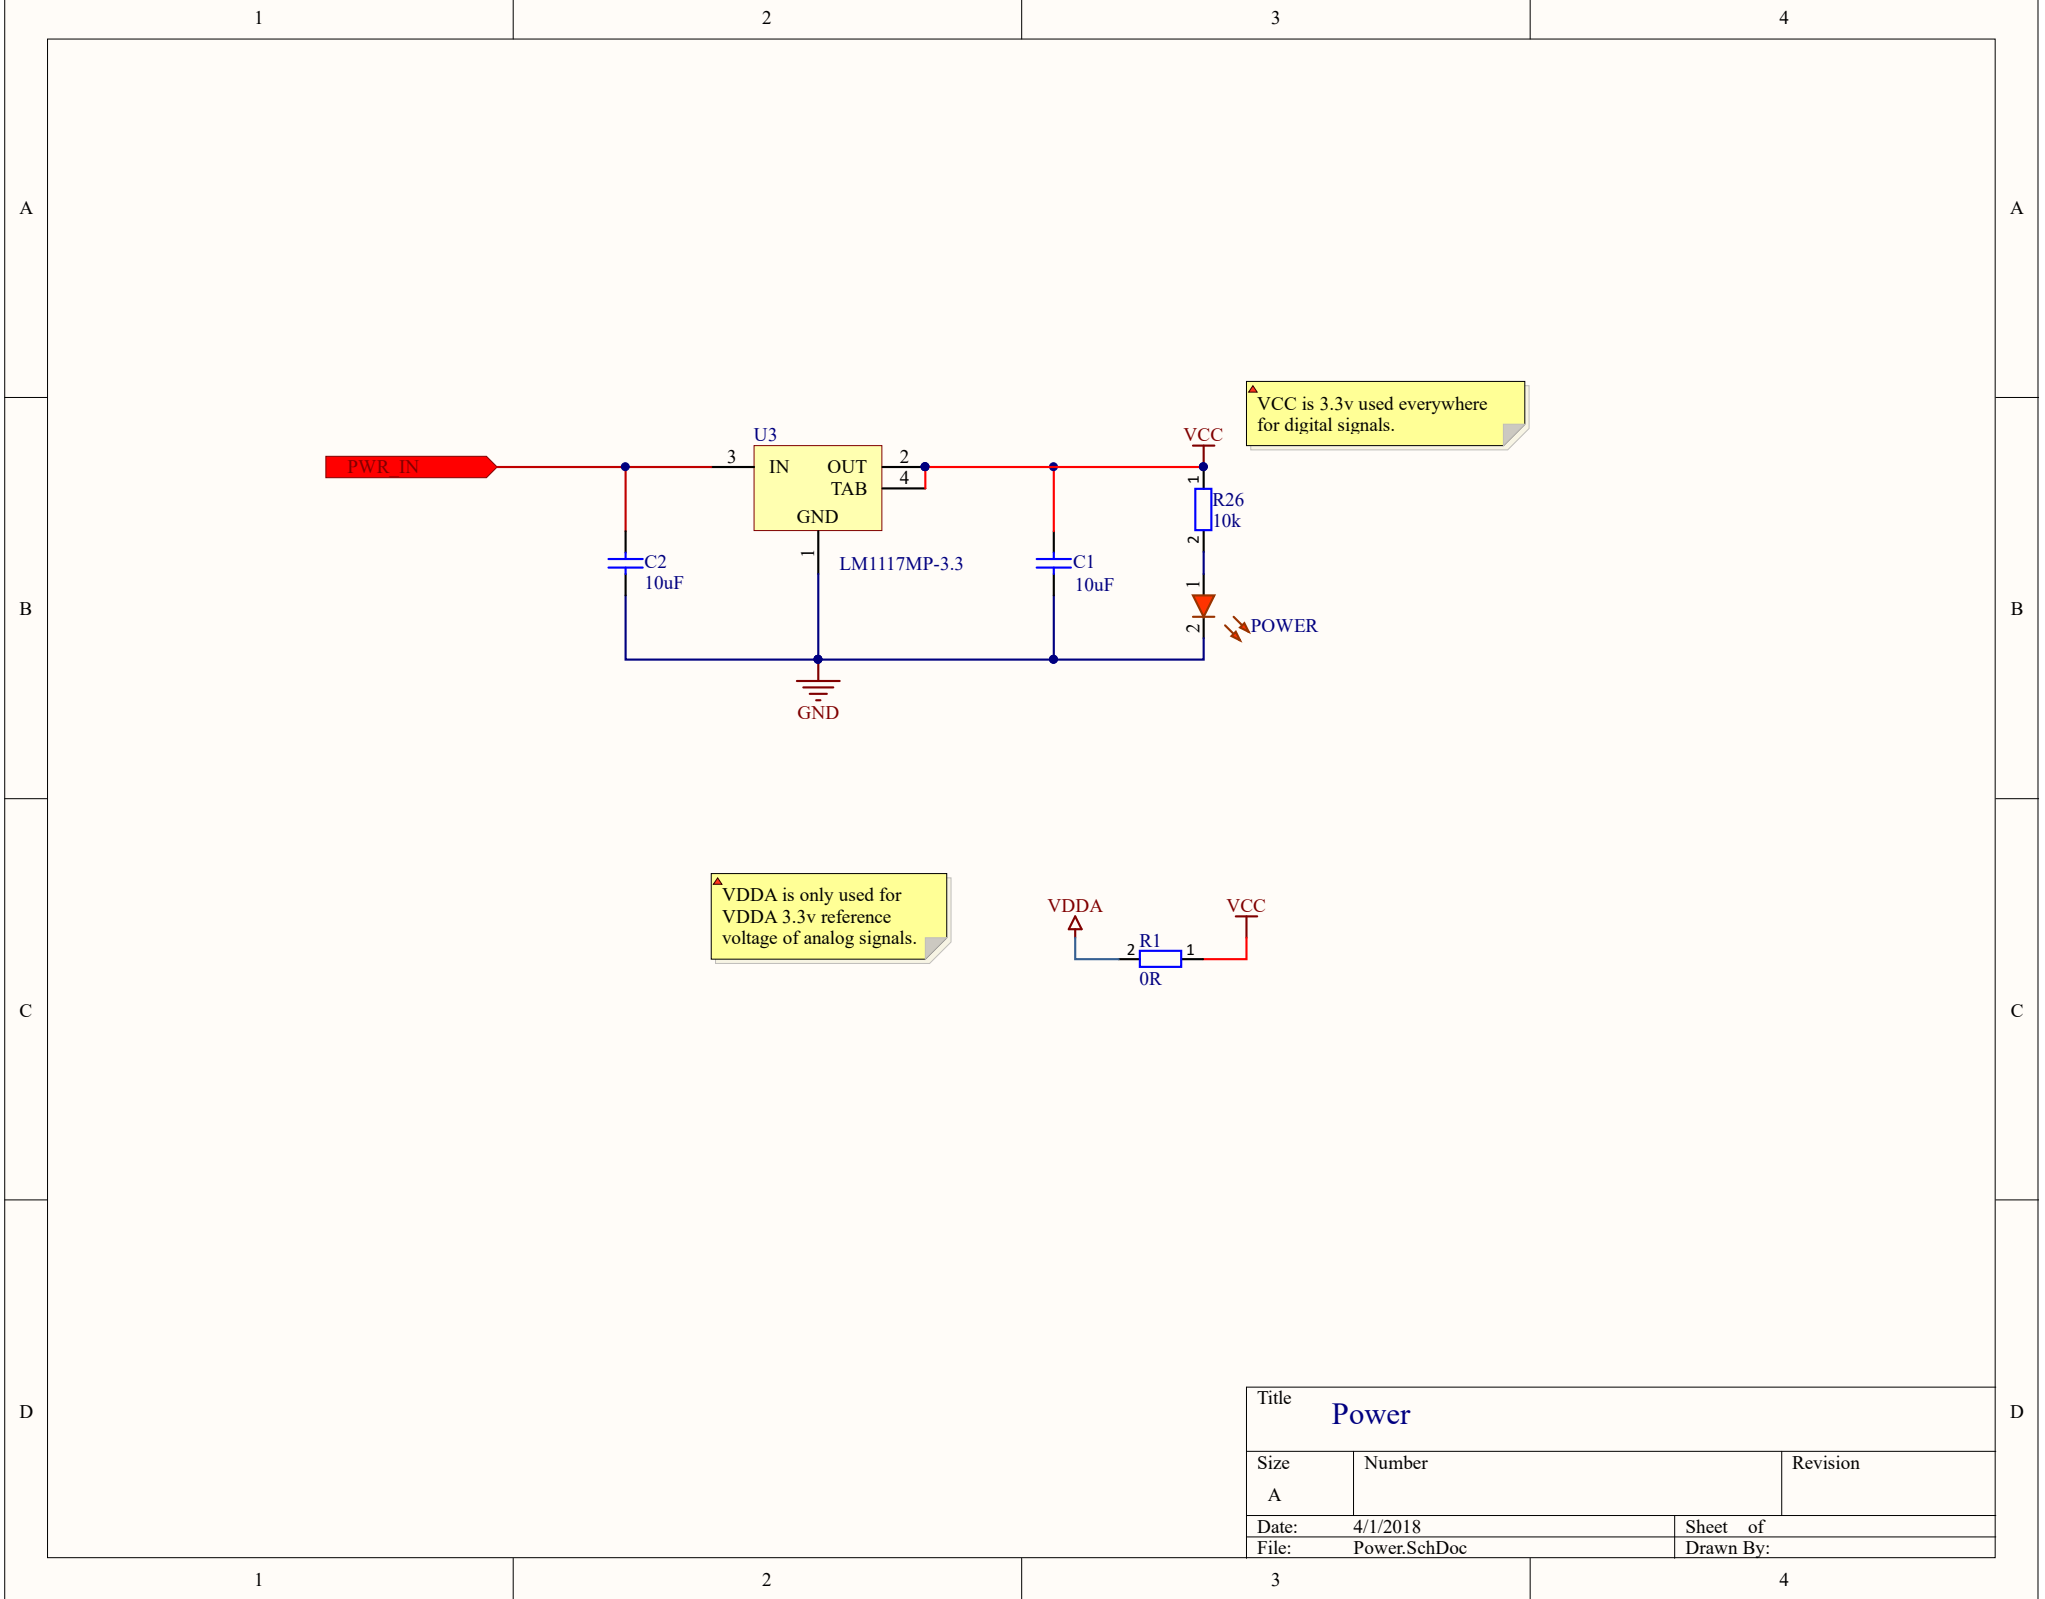 1 2 3 4
A A
VCC is 3.3v used everywhere
for digital signals.
U3
VCC
PWR_IN
3
IN
OUT
2
TAB
4
GND
1
LM1117MP-3.3
C2
10uF
C1
10uF
1
R26
10k
2
1
2
POWER
GND
B B
VDDA is only used for
VDDA 3.3v reference
voltage of analog signals.
VDDA
VCC
2
R1
1
0R
C C
D D
Title
Power
Size
A
Number
Revision
Date: 4/1/2018
Sheet of
File: Power.SchDoc
Drawn By:
1 2 3 4